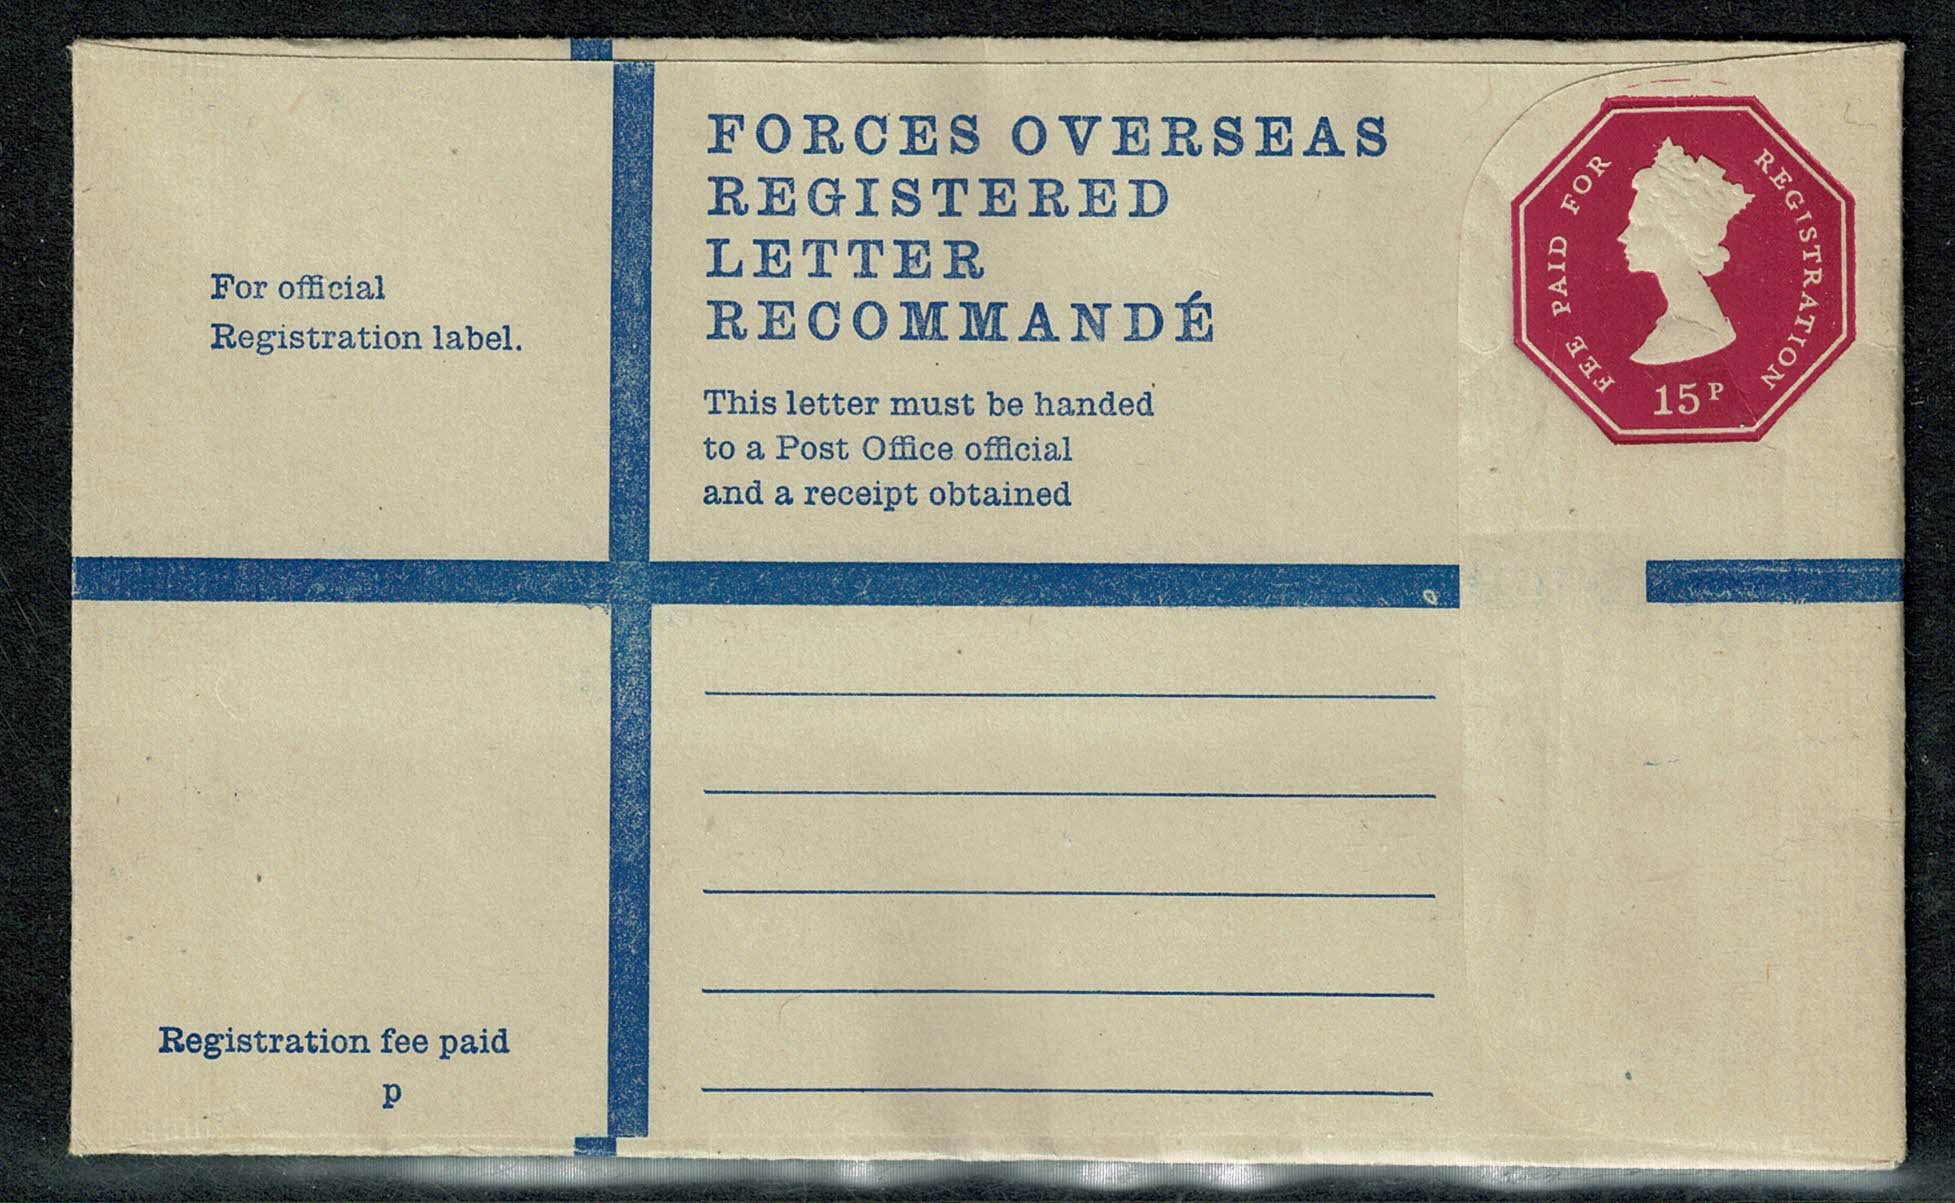 FORCES OVERSEAS
REGISTERED
LETTER
RECOMMANDÉ
This letter must be handed
to a Post Office official
and a receipt obtained
For official
Registration label.
FEE PAID FOR REGISTRATION
15P
Registration fee paid
p